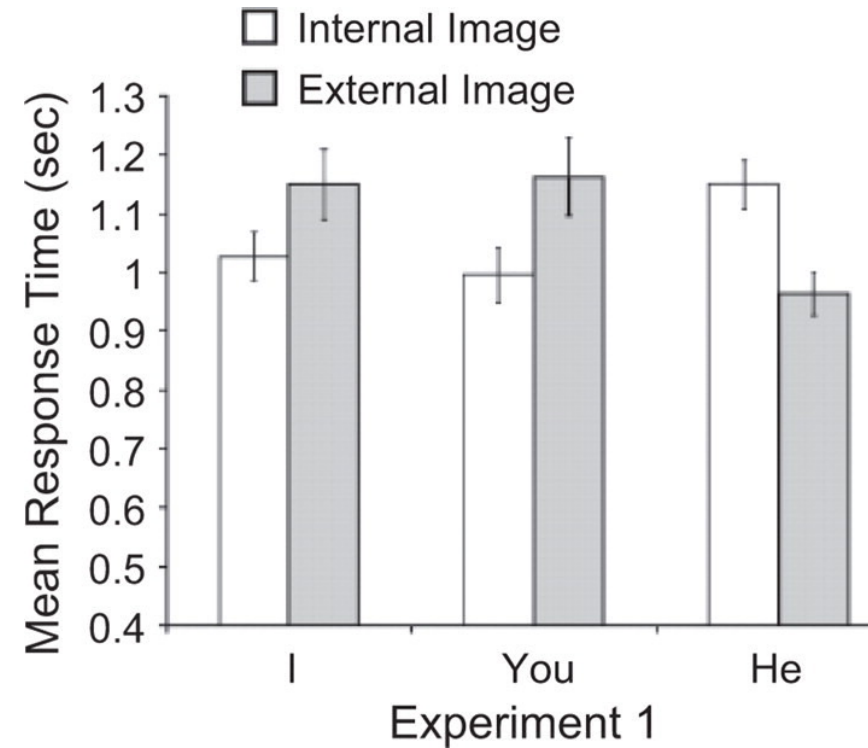 Internal Image
External Image
Mean Response Time (sec)
1.3
1.2
1.1
1
0.9
0.8
0.7
0.6
0.5
0.4
I You He
Experiment 1